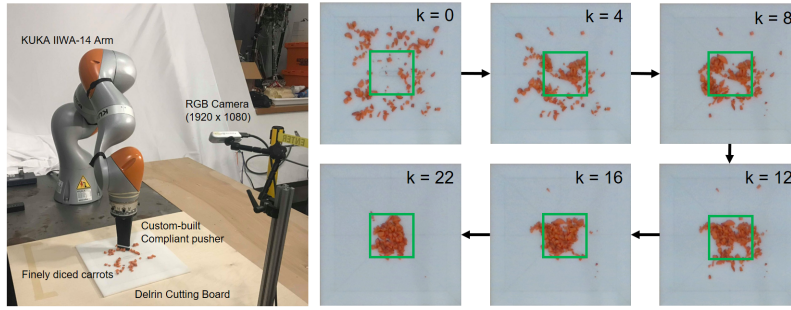 KUKA IIWA-14 Arm
RGB Camera
(1920 x 1080)
Custom-built
Compliant pusher
Finely diced carrots
Delrin Cutting Board
k = 0
k = 4
k = 8
k = 22
k = 16
k = 12